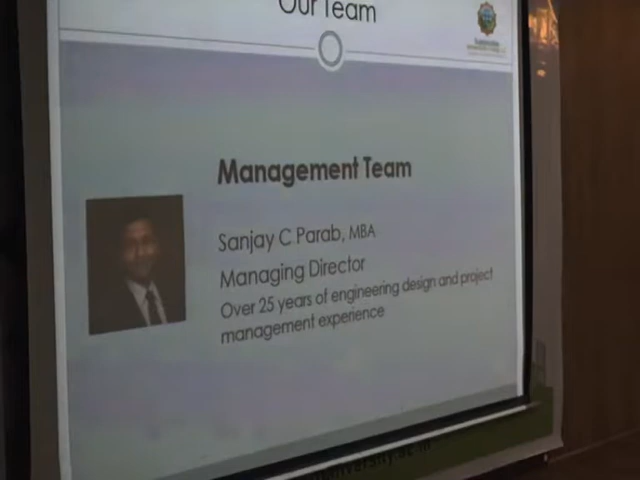 Our Team
Management Team
Sanjay C Parab, MBA
Managing Director
Over 25 years of engineering design and project
management experience